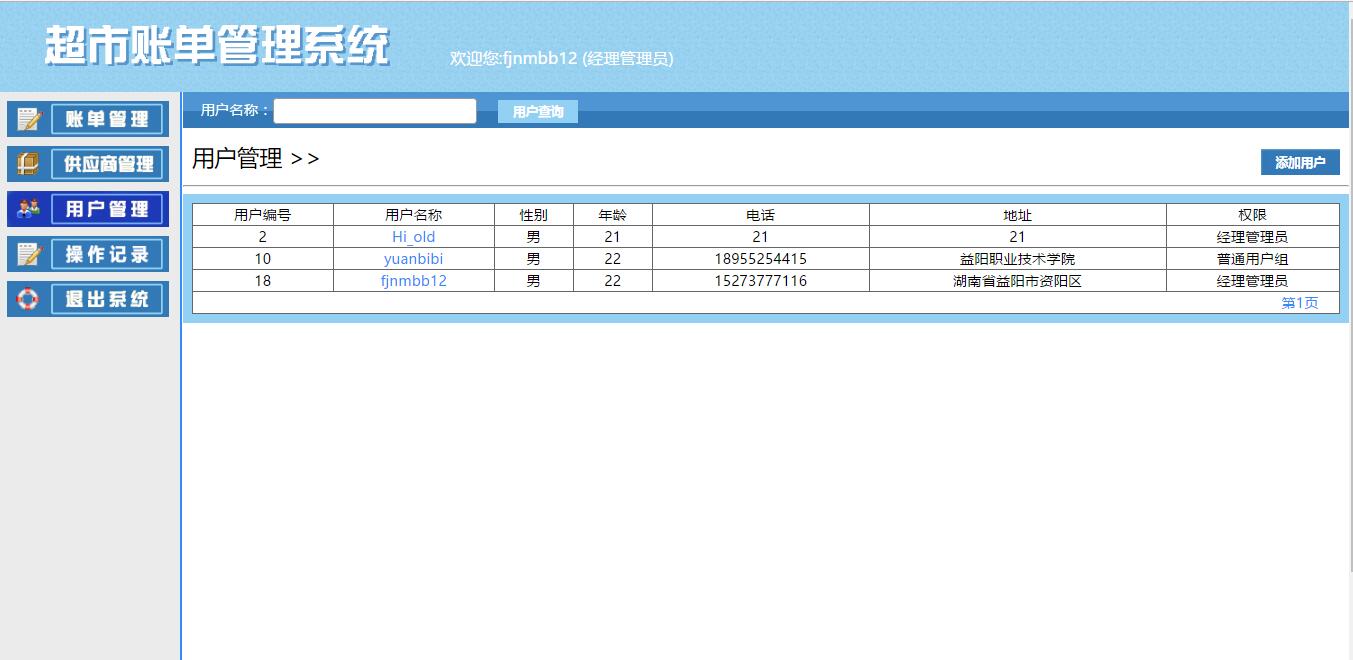 超市账单管理系统
欢迎您:fjnmbb12 (经理管理员)
账单管理
供应商管理
用户管理
操作记录
退出系统
用户名称： 用户查询
用户管理 >>
添加用户
用户编号 用户名称 性别 年龄 电话 地址 权限
2 Hi_old 男 21 21 21 经理管理员
10 yuanbibi 男 22 18955254415 益阳职业技术学院 普通用户组
18 fjnmbb12 男 22 15273777116 湖南省益阳市资阳区 经理管理员
第1页